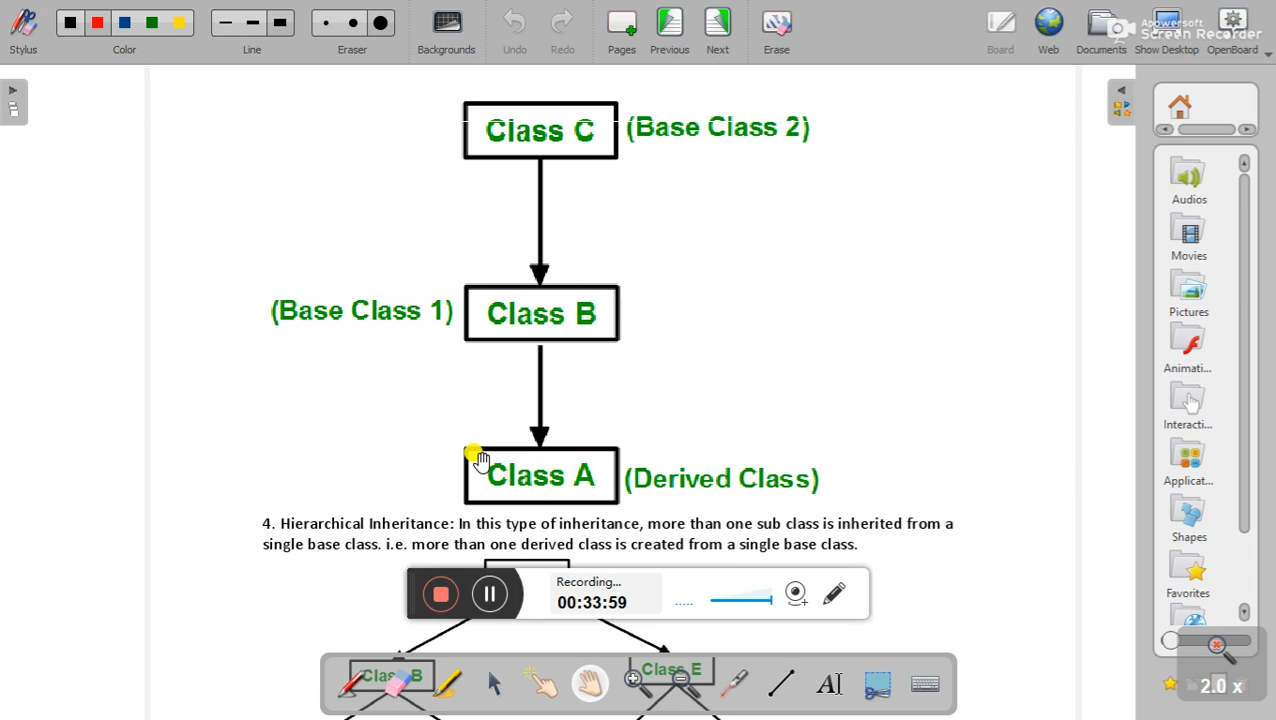 Stylus
Color
Line
Eraser
Backgrounds
Undo
Redo
Pages
Previous
Next
Erase
Board
Web
Documents
Show Desktop
OpenBoard
Apowersoft
Screen Recorder
Class C
(Base Class 2)
(Base Class 1)
Class B
Class A
(Derived Class)
4. Hierarchical Inheritance: In this type of inheritance, more than one sub class is inherited from a
single base class. i.e. more than one derived class is created from a single base class.
Recording...
00:33:59
Class B
Class E
Audios
Movies
Pictures
Animati...
Interacti...
Applicat...
Shapes
Favorites
2.0 x